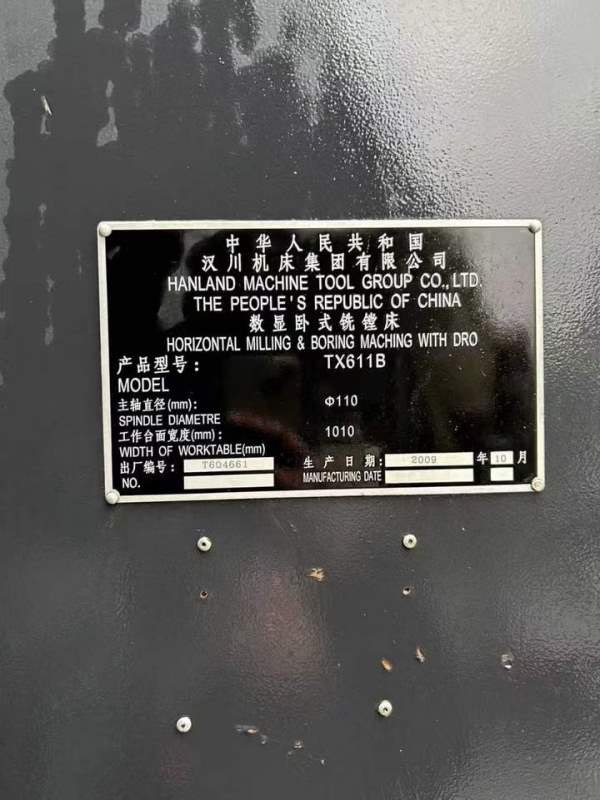 中华人民共和国
汉川机床集团有限公司
HANLAND MACHINE TOOL GROUP CO.,LTD.
THE PEOPLE'S REPUBLIC OF CHINA
数显卧式铣镗床
HORIZONTAL MILLING & BORING MACHING WITH DRO
产品型号: TX611B
MODEL
主轴直径(mm): Φ110
SPINDLE DIAMETRE
工作台面宽度(mm): 1010
WIDTH OF WORKTABLE(mm)
出厂编号: T604661 生产日期: 2009 年 10 月
NO. MANUFACTURING DATE